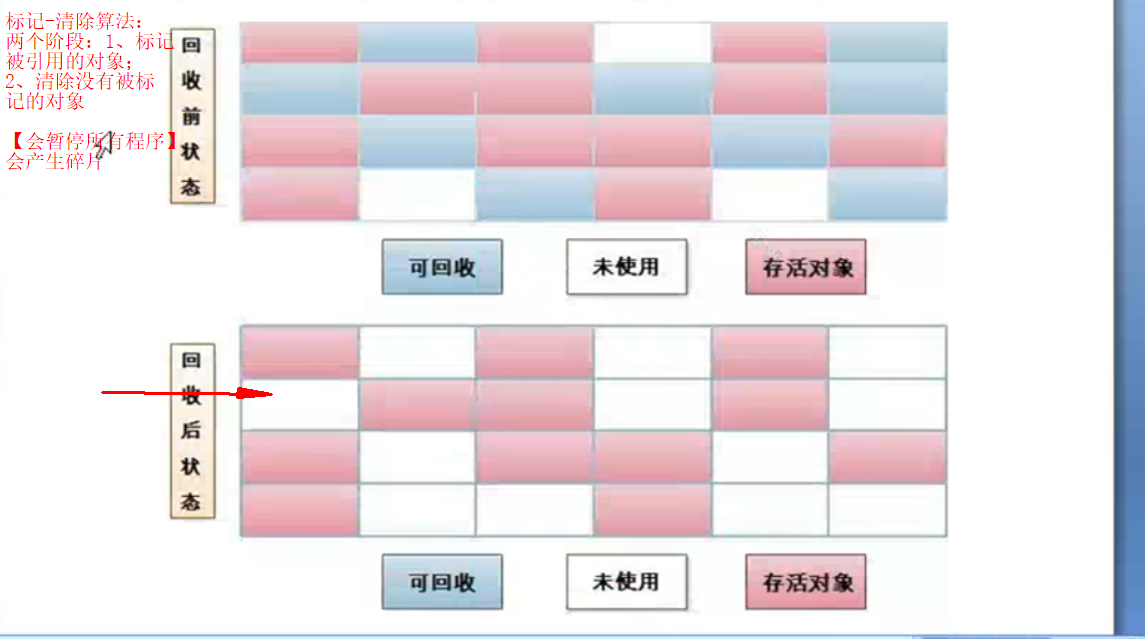 标记-清除算法：
两个阶段：1、标记
被引用的对象；
2、清除没有被标
记的对象
【会暂停所有程序】
会产生碎片
回收前状态
可回收
未使用
存活对象
回收后状态
可回收
未使用
存活对象